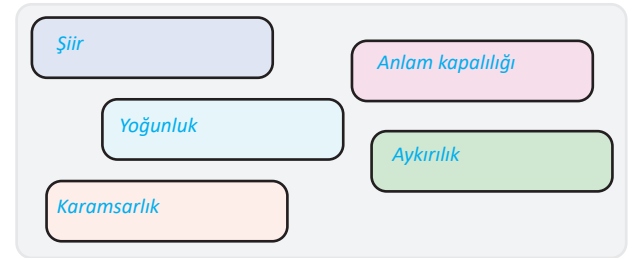 Şiir
Anlam kapalılığı
Yoğunluk
Aykırılık
Karamsarlık